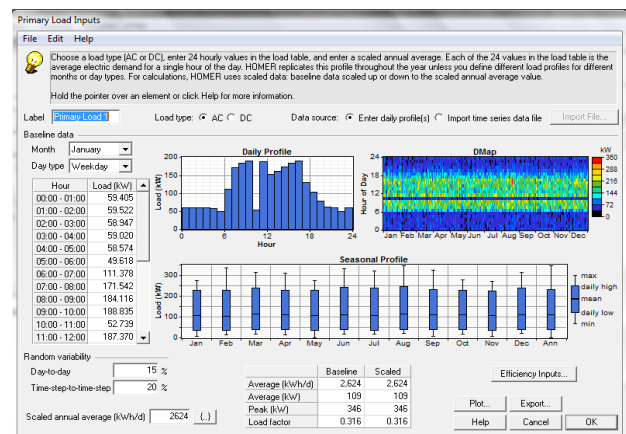 Primary Load Inputs
File Edit Help
Choose a load type (AC or DC), enter 24 hourly values in the load table, and enter a scaled annual average. Each of the 24 values in the load table is the
average electric demand for a single hour of the day. HOMER replicates this profile throughout the year unless you define different load profiles for different
months or day types. For calculations, HOMER uses scaled data: baseline data scaled up or down to the scaled annual average value.
Hold the pointer over an element or click Help for more information.
Label Primary Load 1 Load type: AC DC Data source: Enter daily profile(s) Import time series data file Import File...
Baseline data
Month January
Day type Weekday
Hour Load (kW)
00:00 - 01:00 59.405
01:00 - 02:00 59.522
02:00 - 03:00 58.947
03:00 - 04:00 59.020
04:00 - 05:00 58.574
05:00 - 06:00 49.618
06:00 - 07:00 111.378
07:00 - 08:00 171.542
08:00 - 09:00 184.116
09:00 - 10:00 188.835
10:00 - 11:00 52.739
11:00 - 12:00 187.370
Daily Profile
Load (kW)
200
150
100
50
0
0 6 12 18 24
Hour
DMap
Hour of Day
24
18
12
6
0
Jan Feb Mar Apr May Jun Jul Aug Sep Oct Nov Dec
kW
360
288
216
144
72
0
Seasonal Profile
Load (kW)
300
200
100
0
Jan Feb Mar Apr May Jun Jul Aug Sep Oct Nov Dec Ann
max
daily high
mean
daily low
min
Random variability
Day-to-day 15 %
Time-step-to-time-step 20 %
Scaled annual average (kWh/d) 2624 {..}
Baseline Scaled
Average (kWh/d) 2,624 2,624
Average (kW) 109 109
Peak (kW) 346 346
Load factor 0.316 0.316
Efficiency Inputs...
Plot... Export...
Help Cancel OK